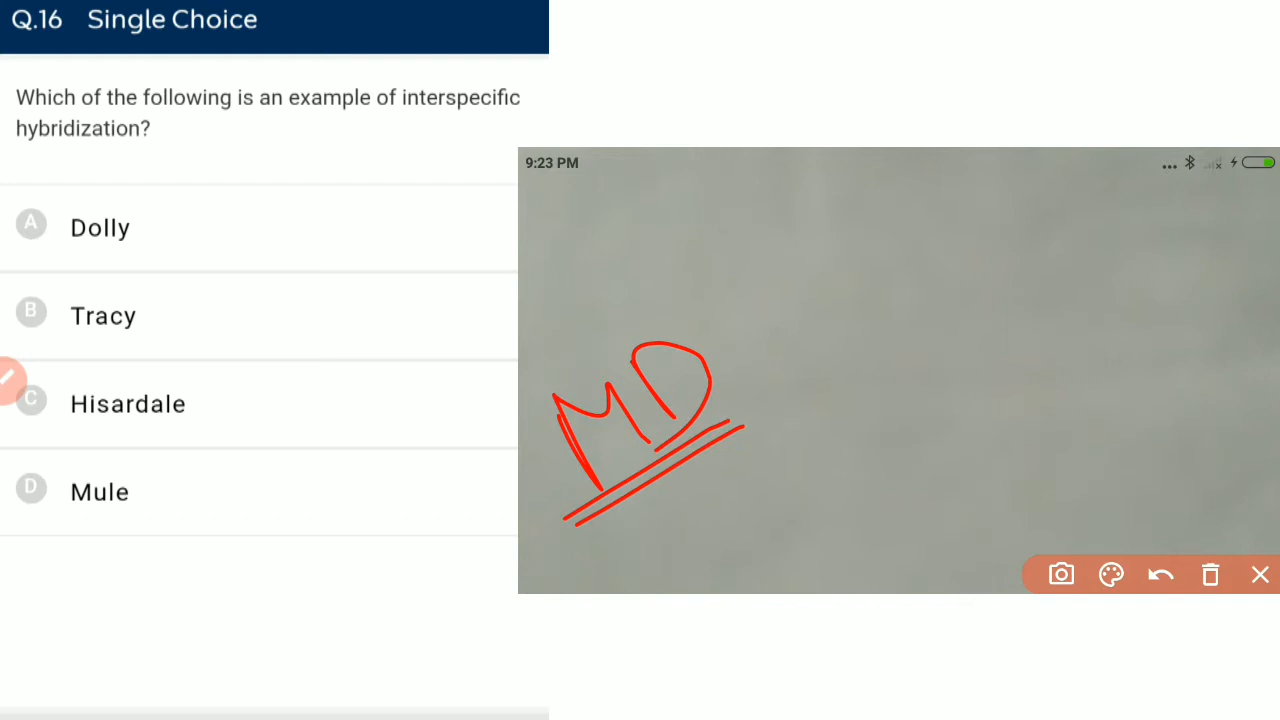 Q.16 Single Choice
Which of the following is an example of interspecific
hybridization?
A Dolly
B Tracy
C Hisardale
D Mule
9:23 PM
MD